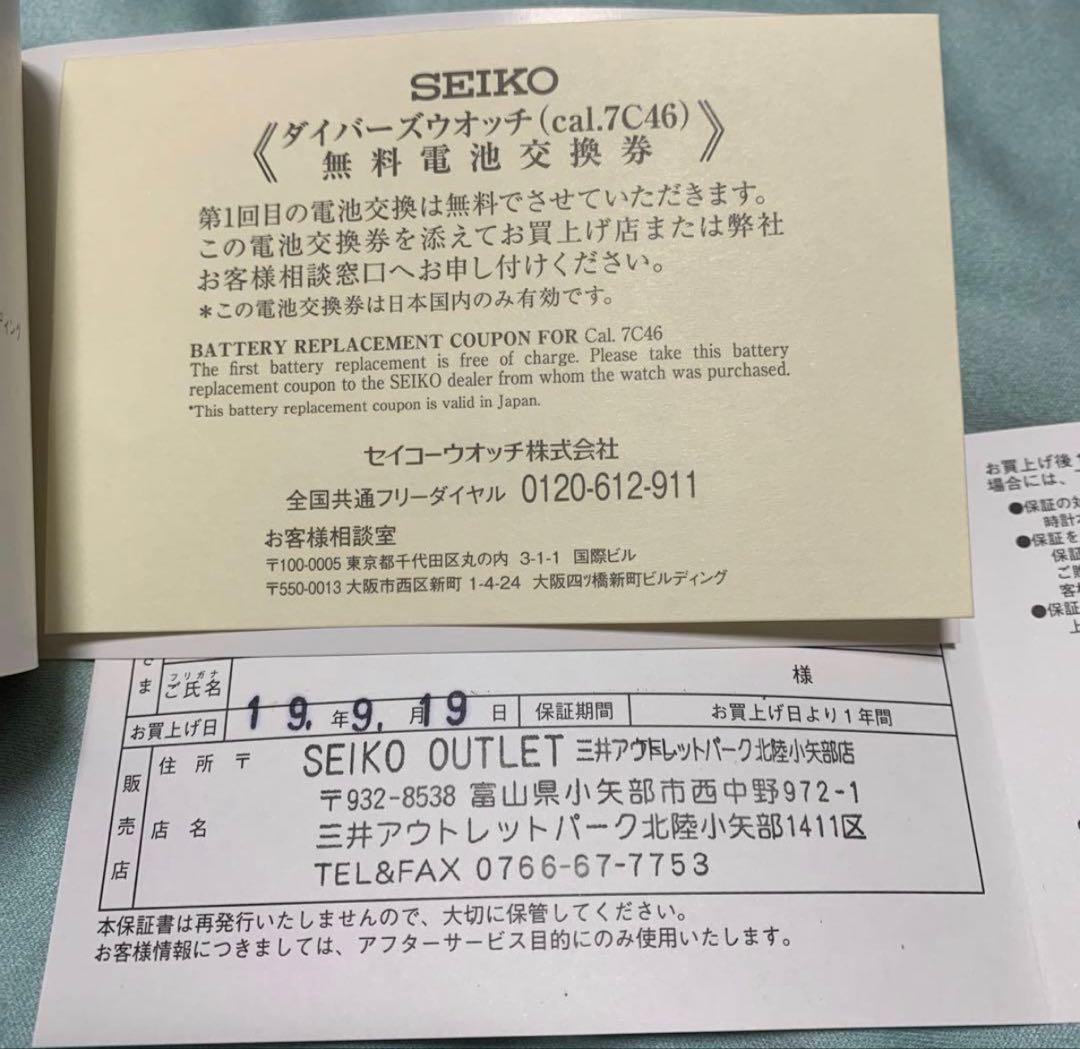 SEIKO
《ダイバーズウオッチ(cal.7C46)
無料電池交換券》
第1回目の電池交換は無料でさせていただきます。
この電池交換券を添えてお買上げ店または弊社
お客様相談窓口へお申し付けください。
*この電池交換券は日本国内のみ有効です。
BATTERY REPLACEMENT COUPON FOR Cal. 7C46
The first battery replacement is free of charge. Please take this battery
replacement coupon to the SEIKO dealer from whom the watch was purchased.
*This battery replacement coupon is valid in Japan.
セイコーウオッチ株式会社
全国共通フリーダイヤル 0120-612-911
お客様相談室
〒100-0005 東京都千代田区丸の内 3-1-1 国際ビル
〒550-0013 大阪市西区新町 1-4-24 大阪四ツ橋新町ビルディング
ディング
お買上げ後1
場合には、
●保証の対
時計本
●保証を
保証
ご贈
客様
●保証
上
さま
フリガナ
ご氏名
様
お買上げ日 19.年9.月19日 保証期間 お買上げ日より1年間
販売店
住所 〒
店名
SEIKO OUTLET 三井アウトレットパーク北陸小矢部店
〒932-8538 富山県小矢部市西中野972-1
三井アウトレットパーク北陸小矢部1411区
TEL&FAX 0766-67-7753
本保証書は再発行いたしませんので、大切に保管してください。
お客様情報につきましては、アフターサービス目的にのみ使用いたします。